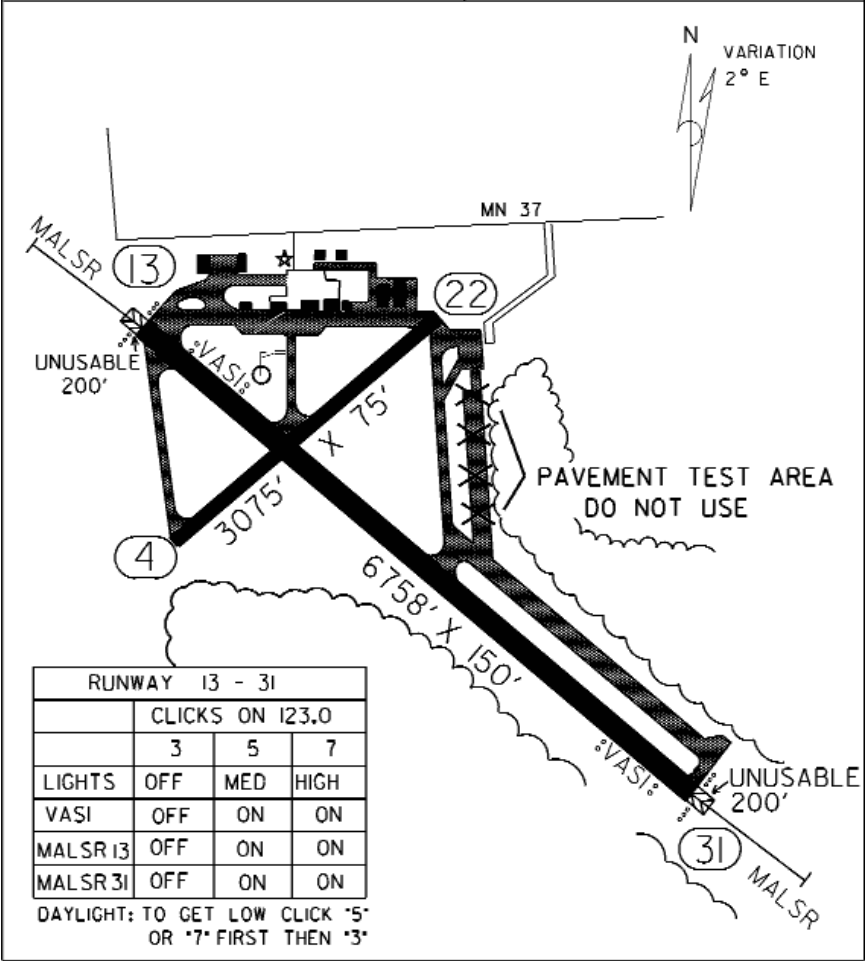 N
VARIATION
2° E
MN 37
MALSR
13
22
UNUSABLE
200'
VASI
3075' X 75'
PAVEMENT TEST AREA
DO NOT USE
4
6758' X 150'
RUNWAY 13 - 31
CLICKS ON 123.0
3 5 7
LIGHTS OFF MED HIGH
VASI OFF ON ON
MALSR 13 OFF ON ON
MALSR 31 OFF ON ON
DAYLIGHT: TO GET LOW CLICK "5"
OR "7" FIRST THEN "3"
VASI
UNUSABLE
200'
31
MALSR